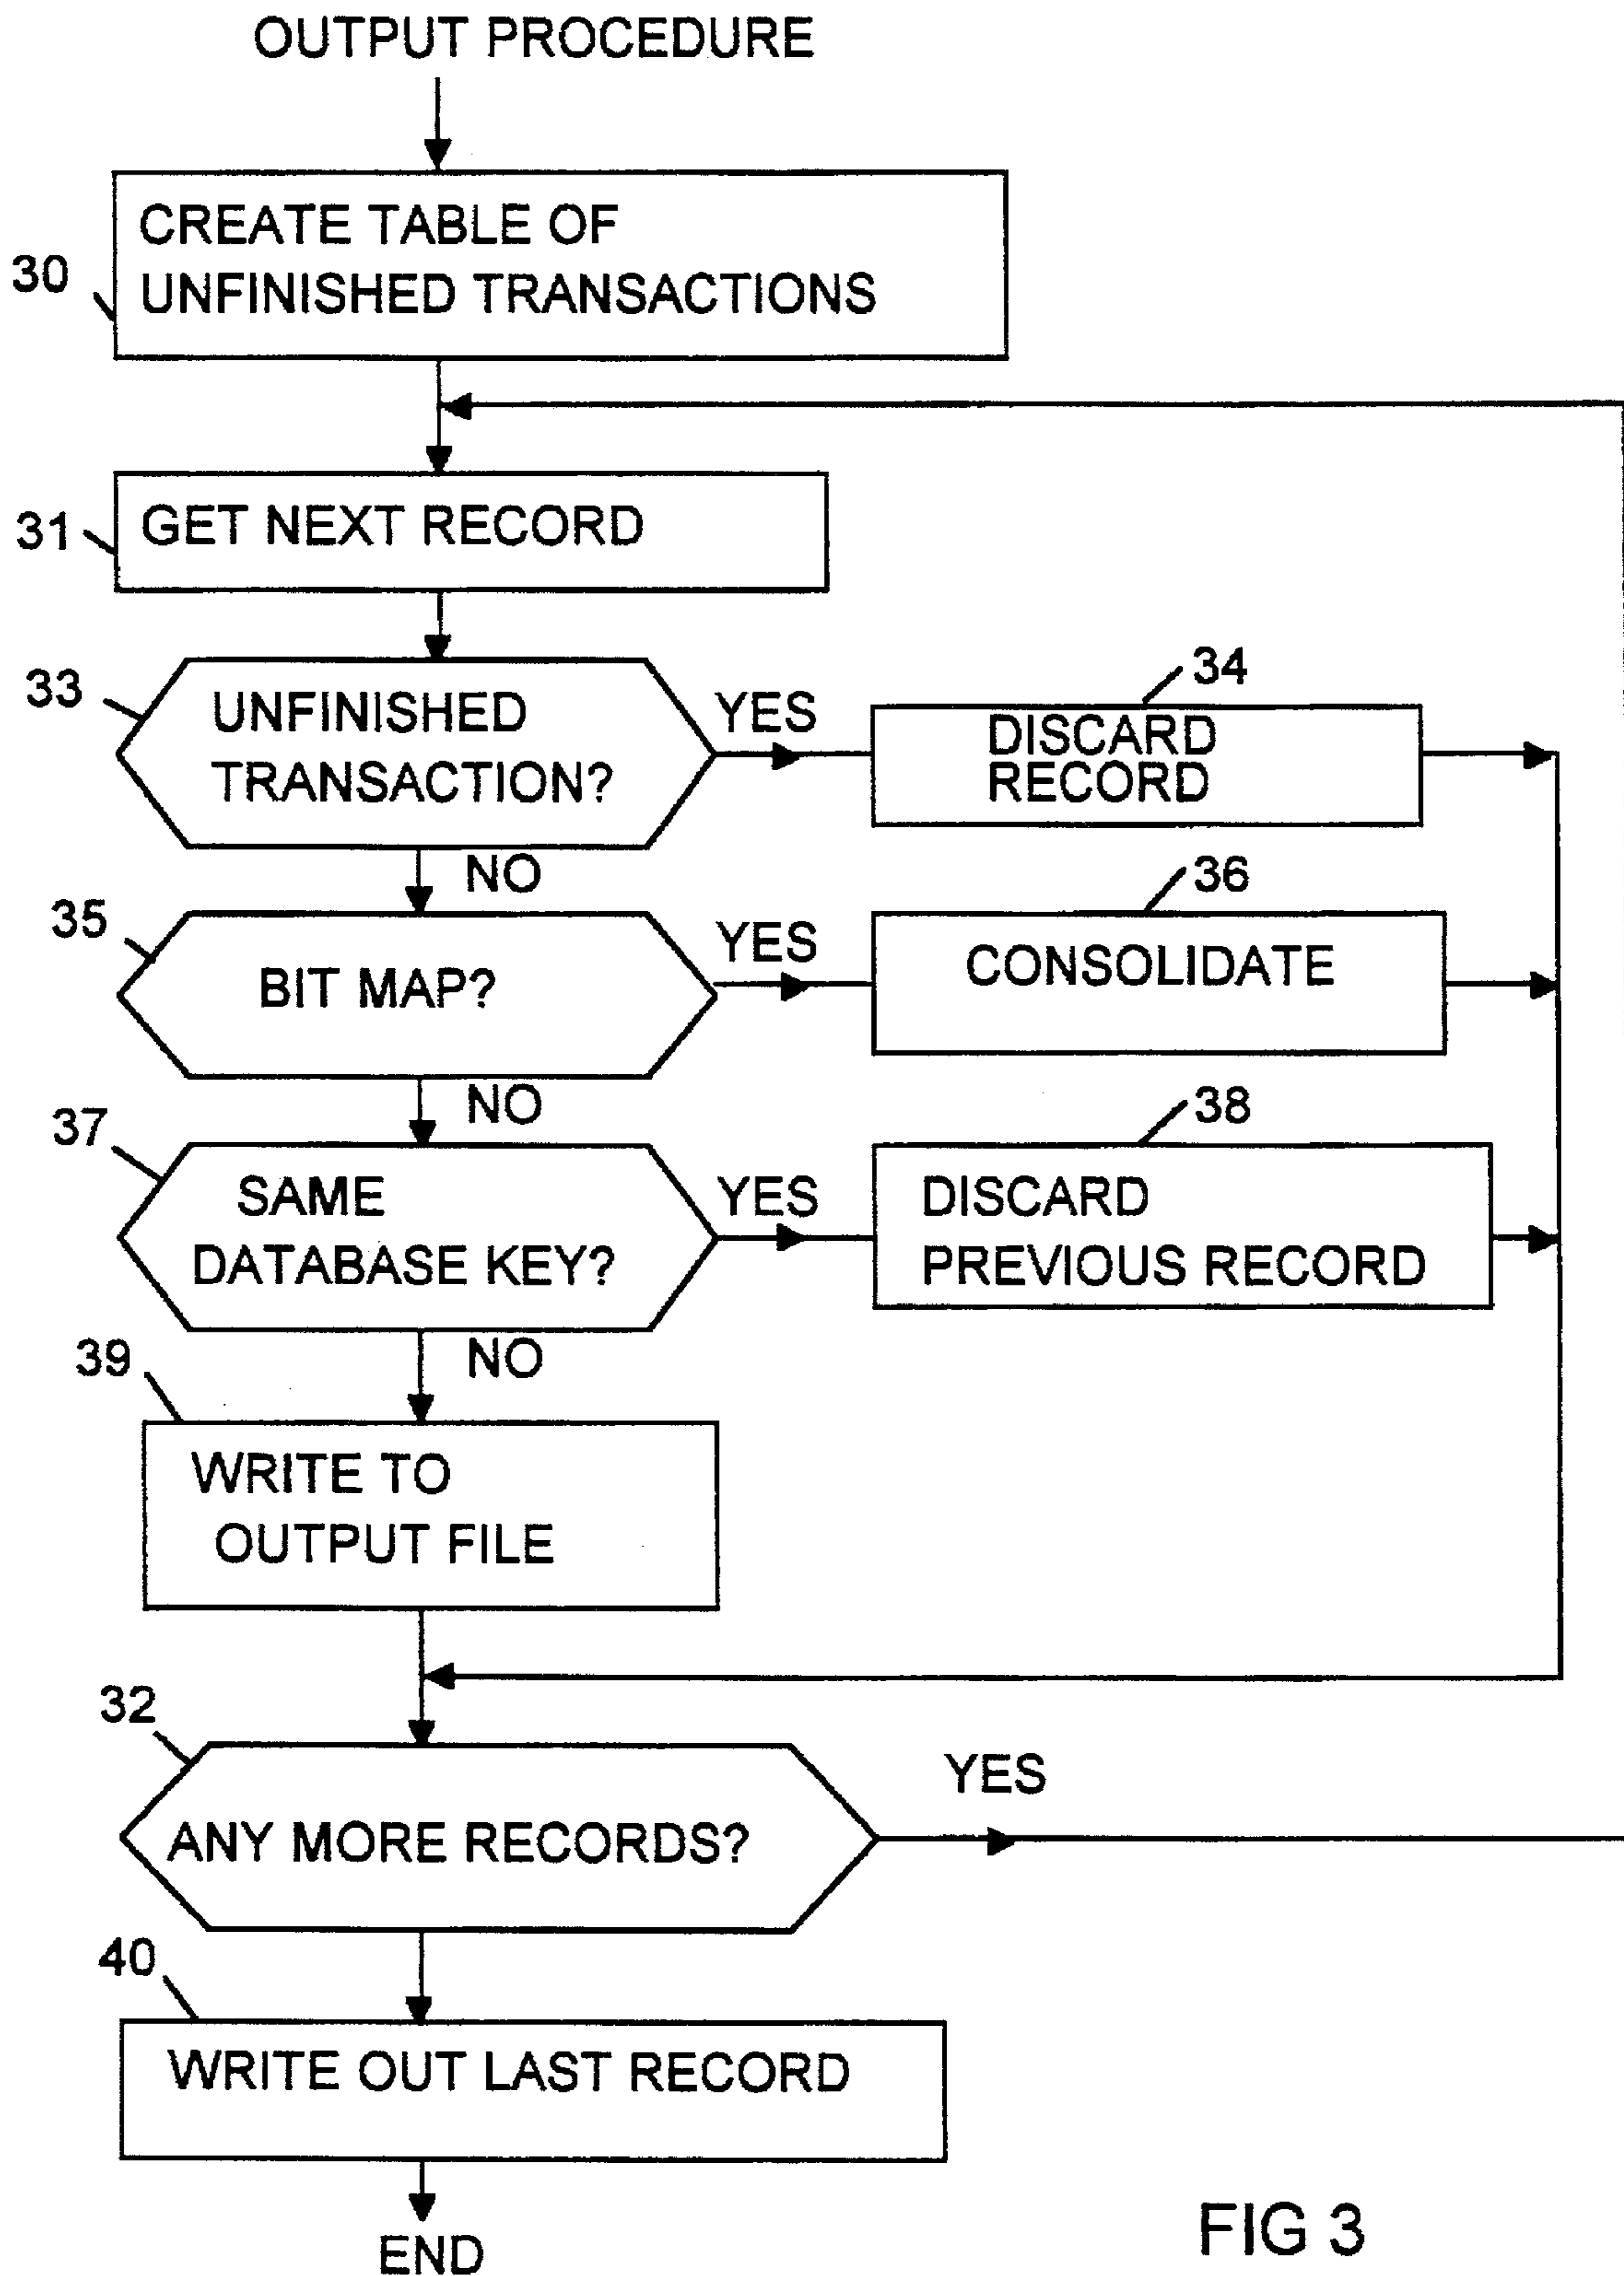 OUTPUT PROCEDURE
CREATE TABLE OF
UNFINISHED TRANSACTIONS
30
GET NEXT RECORD
31
33
UNFINISHED
TRANSACTION?
YES
34
DISCARD
RECORD
NO
35
BIT MAP?
YES
36
CONSOLIDATE
NO
37
SAME
DATABASE KEY?
YES
38
DISCARD
PREVIOUS RECORD
NO
39
WRITE TO
OUTPUT FILE
32
ANY MORE RECORDS?
YES
40
WRITE OUT LAST RECORD
END
FIG 3